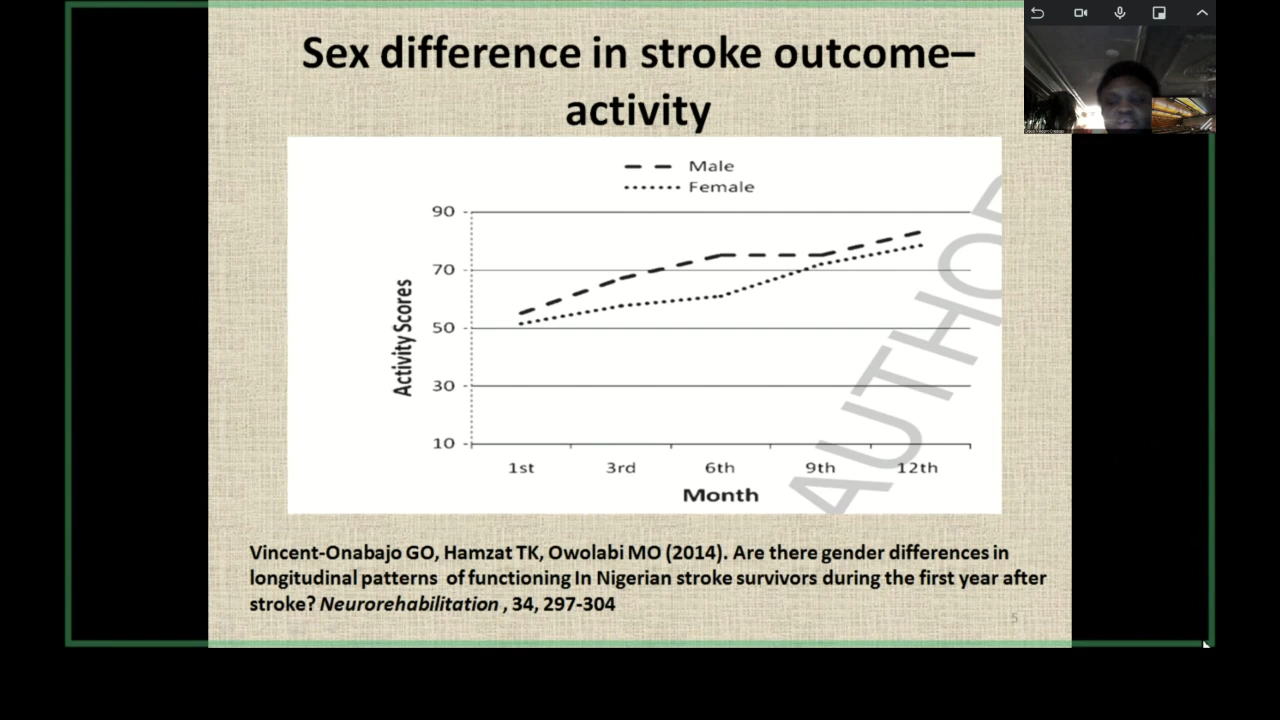 Sex difference in stroke outcome–
activity
Male
Female
90
70
50
30
10
Activity Scores
1st 3rd 6th 9th 12th
Month
AUTHOR
Vincent-Onabajo GO, Hamzat TK, Owolabi MO (2014). Are there gender differences in
longitudinal patterns of functioning In Nigerian stroke survivors during the first year after
stroke? Neurorehabilitation , 34, 297-304
5